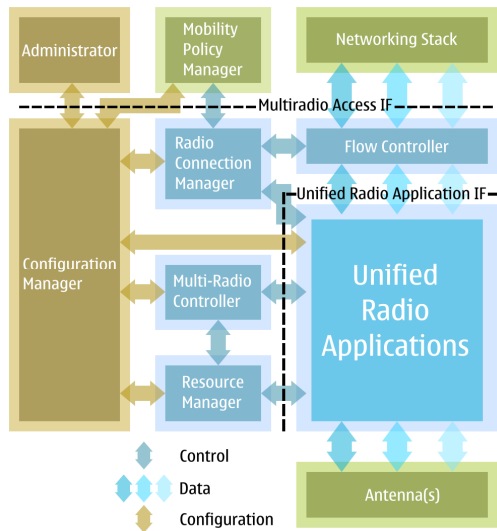 Administrator
Mobility
Policy
Manager
Networking Stack
Multiradio Access IF
Radio
Connection
Manager
Flow Controller
Unified Radio Application IF
Configuration
Manager
Multi-Radio
Controller
Unified
Radio
Applications
Resource
Manager
Control
Data
Configuration
Antenna(s)